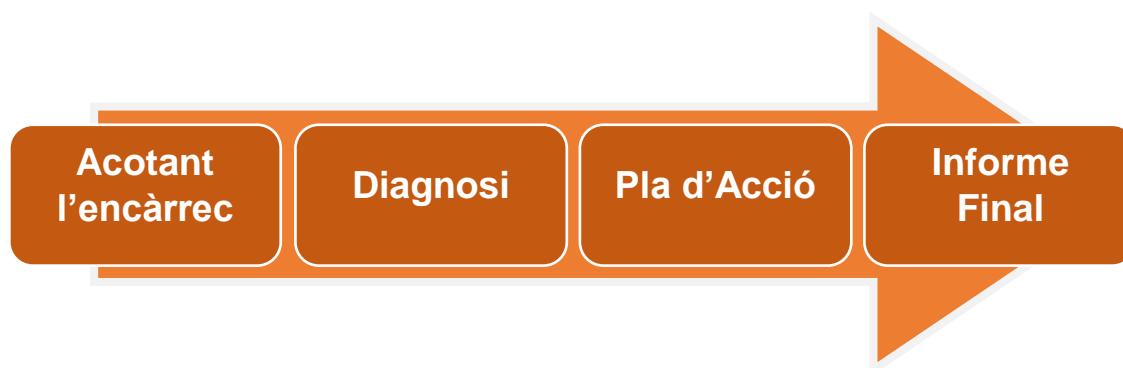 Acotant
l’encàrrec
Diagnosi
Pla d’Acció
Informe
Final